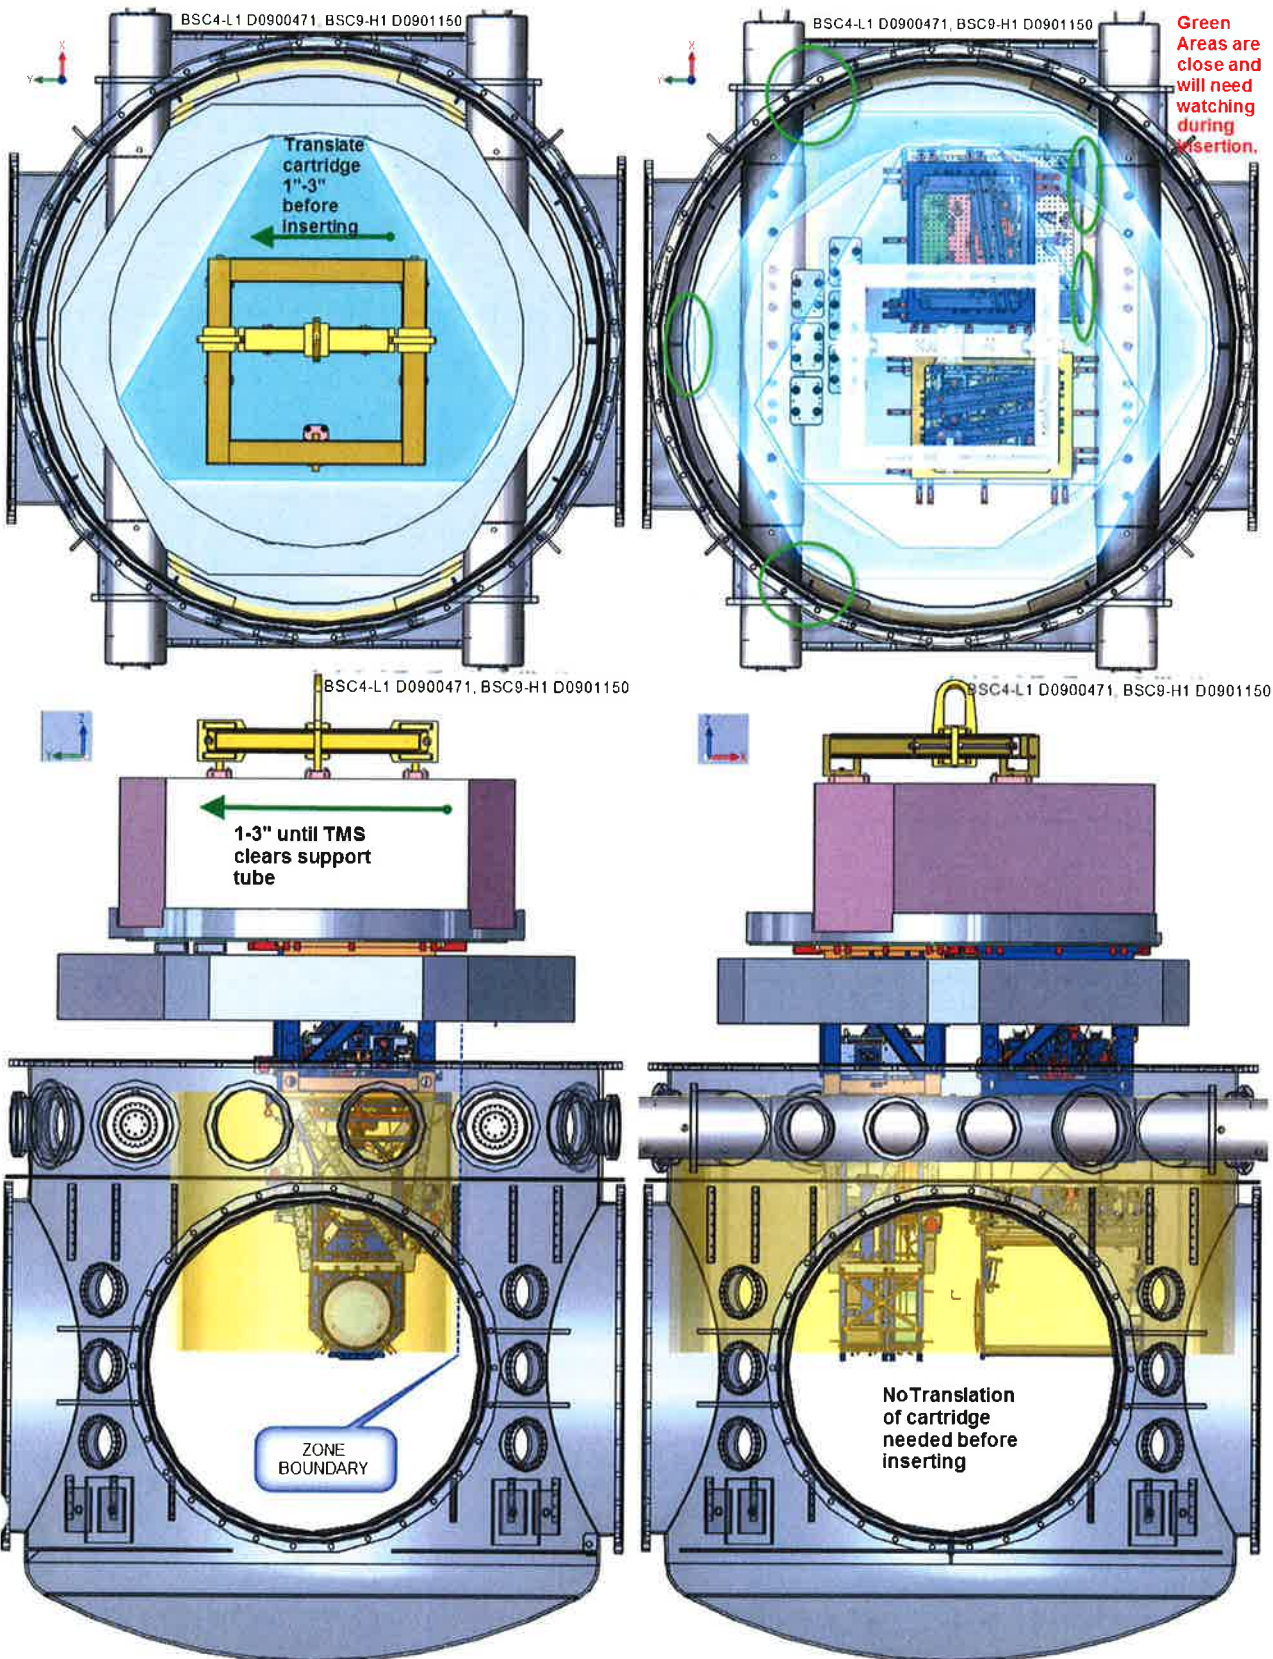 BSC4-L1 D0900471, BSC9-H1 D0901150
X
Y
Translate
cartridge
1"-3"
before
inserting
BSC4-L1 D0900471, BSC9-H1 D0901150
X
Y
Green
Areas are
close and
will need
watching
during
insertion.
BSC4-L1 D0900471, BSC9-H1 D0901150
Z
Y
1-3" until TMS
clears support
tube
ZONE
BOUNDARY
BSC4-L1 D0900471, BSC9-H1 D0901150
Z
X
No Translation
of cartridge
needed before
inserting